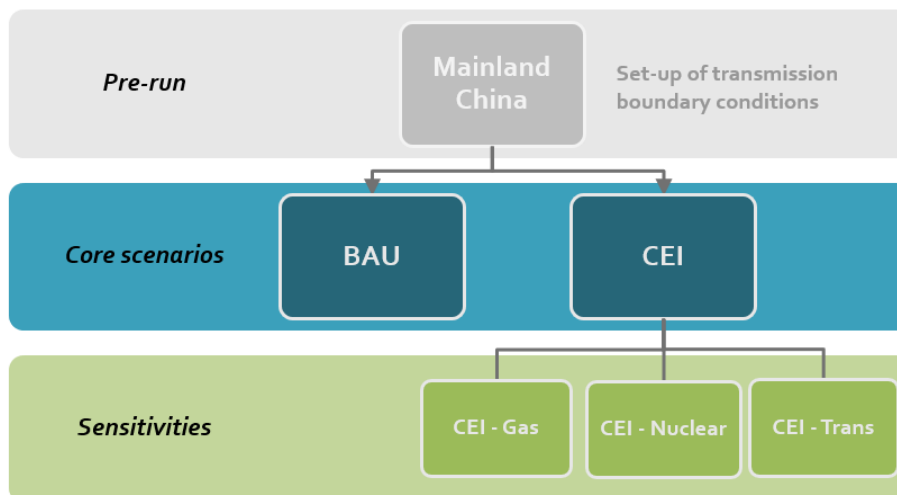 Pre-run
Mainland
China
Set-up of transmission
boundary conditions
Core scenarios
BAU
CEI
Sensitivities
CEI - Gas
CEI - Nuclear
CEI - Trans